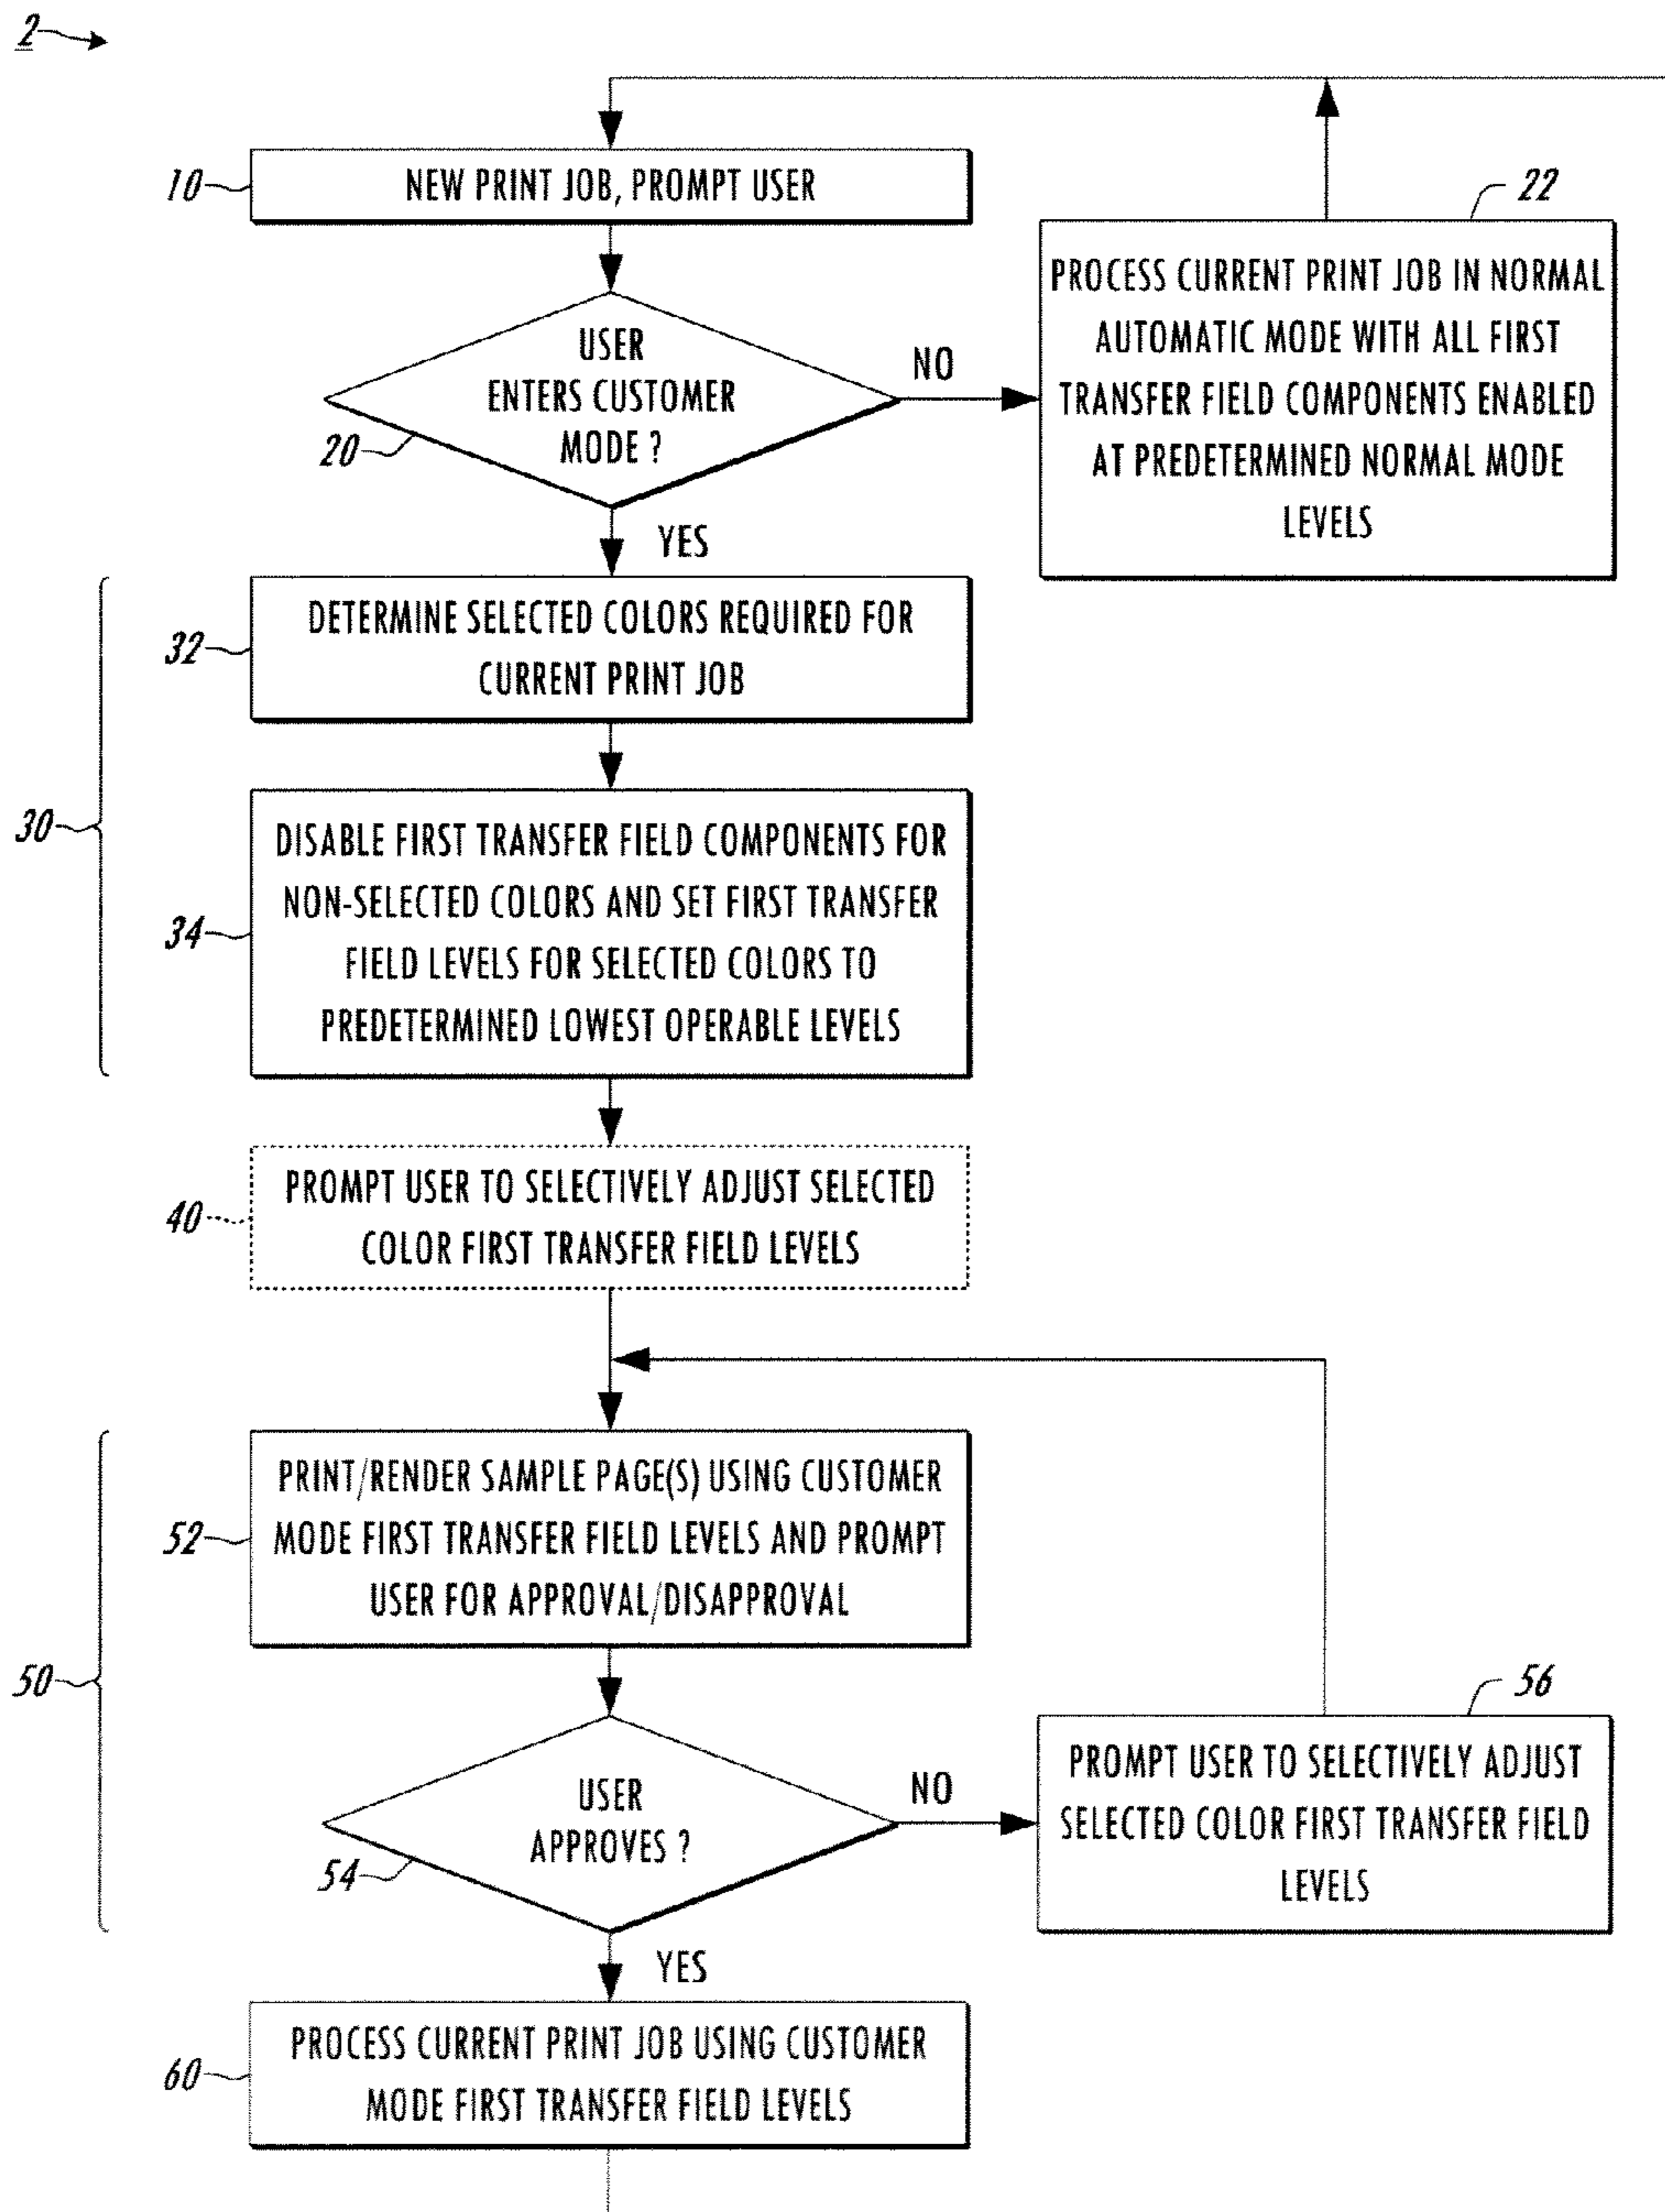 2
10
NEW PRINT JOB, PROMPT USER
22
PROCESS CURRENT PRINT JOB IN NORMAL
AUTOMATIC MODE WITH ALL FIRST
TRANSFER FIELD COMPONENTS ENABLED
AT PREDETERMINED NORMAL MODE
LEVELS
USER
ENTERS CUSTOMER
MODE ?
20
NO
YES
30
32
DETERMINE SELECTED COLORS REQUIRED FOR
CURRENT PRINT JOB
34
DISABLE FIRST TRANSFER FIELD COMPONENTS FOR
NON-SELECTED COLORS AND SET FIRST TRANSFER
FIELD LEVELS FOR SELECTED COLORS TO
PREDETERMINED LOWEST OPERABLE LEVELS
40
PROMPT USER TO SELECTIVELY ADJUST SELECTED
COLOR FIRST TRANSFER FIELD LEVELS
50
52
PRINT/RENDER SAMPLE PAGE(S) USING CUSTOMER
MODE FIRST TRANSFER FIELD LEVELS AND PROMPT
USER FOR APPROVAL/DISAPPROVAL
USER
APPROVES ?
54
NO
56
PROMPT USER TO SELECTIVELY ADJUST
SELECTED COLOR FIRST TRANSFER FIELD
LEVELS
YES
60
PROCESS CURRENT PRINT JOB USING CUSTOMER
MODE FIRST TRANSFER FIELD LEVELS